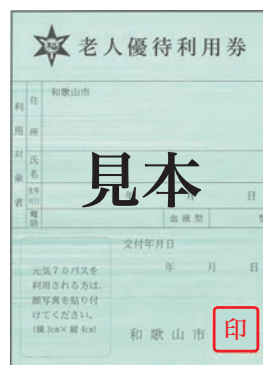 老人優待利用券
利用対象者
住所
和歌山市
氏名
見本
生年月日
年 月 日
電話
血液型
型
交付年月日
年 月 日
元気70パスを
利用される方は、
顔写真を貼り付
けてください。
(横3cm×縦4cm)
和歌山市
印